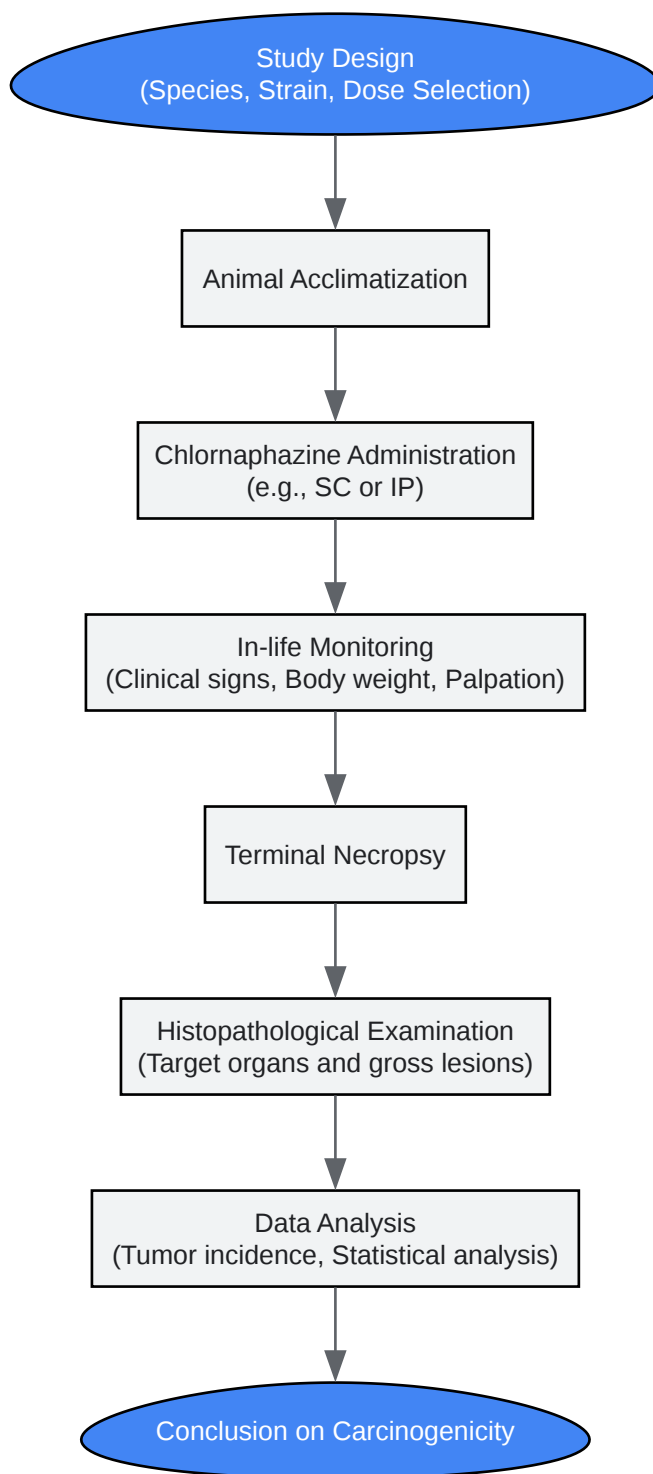 Study Design
(Species, Strain, Dose Selection)
Animal Acclimatization
Chlornaphazine Administration
(e.g., SC or IP)
In-life Monitoring
(Clinical signs, Body weight, Palpation)
Terminal Necropsy
Histopathological Examination
(Target organs and gross lesions)
Data Analysis
(Tumor incidence, Statistical analysis)
Conclusion on Carcinogenicity